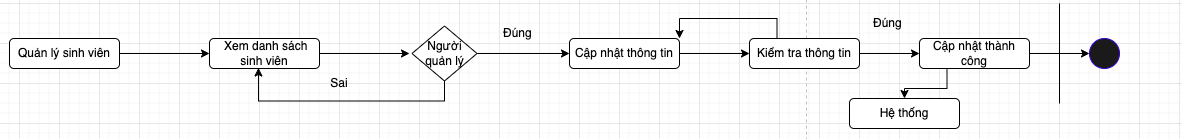 Quản lý sinh viên
Xem danh sách
sinh viên
Sai
Người
quản lý
Đúng
Cập nhật thông tin
Kiểm tra thông tin
Đúng
Cập nhật thành
công
Hệ thống